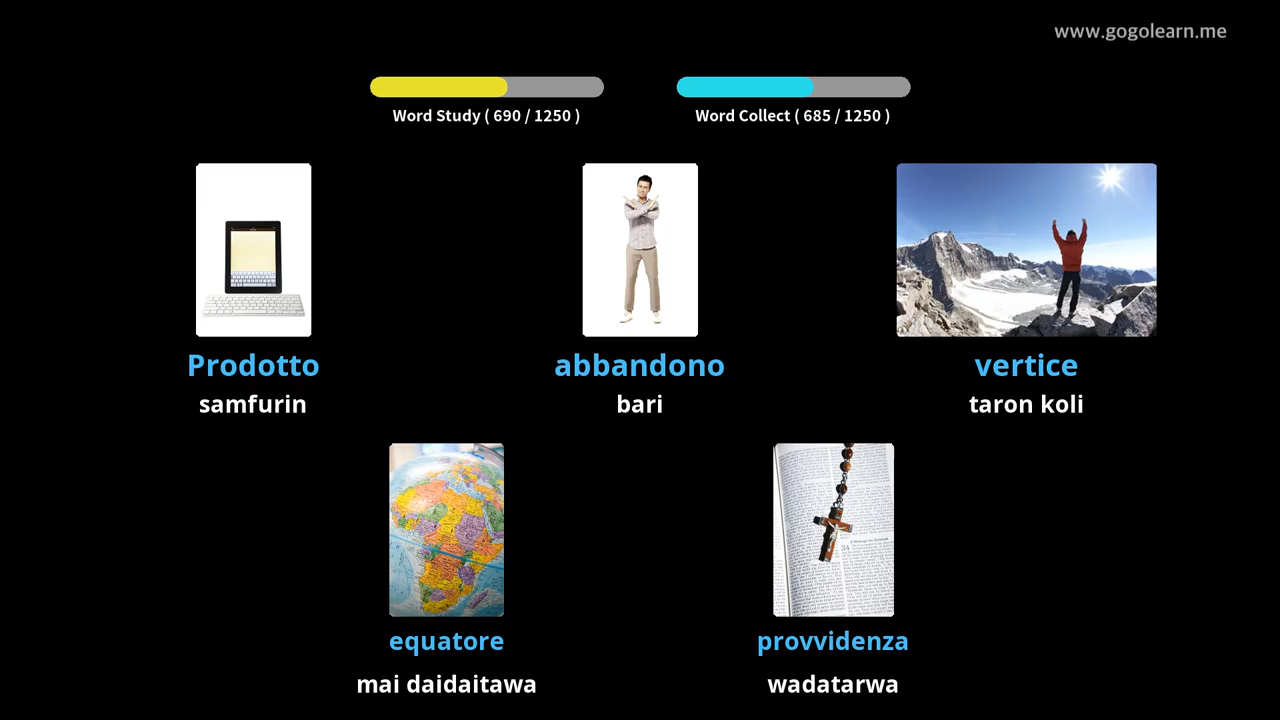 www.gogolearn.me
Word Study ( 690 / 1250 )
Word Collect ( 685 / 1250 )
Prodotto
samfurin
abbandono
bari
vertice
taron koli
equatore
mai daidaitawa
provvidenza
wadatarwa
34